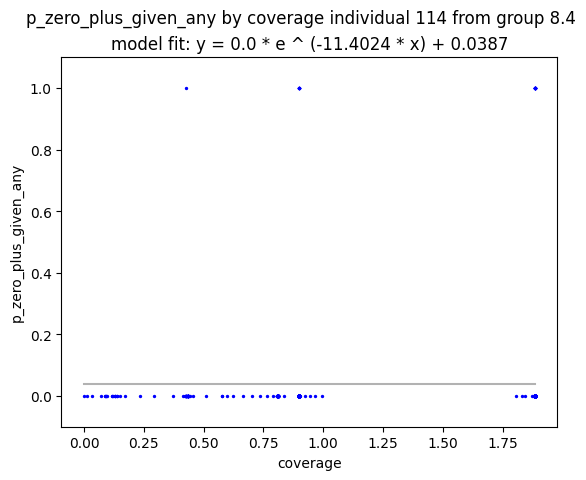 p_zero_plus_given_any by coverage individual 114 from group 8.4
model fit: y = 0.0 * e ^ (-11.4024 * x) + 0.0387
1.0
0.8
0.6
0.4
0.2
0.0
p_zero_plus_given_any
0.00 0.25 0.50 0.75 1.00 1.25 1.50 1.75
coverage